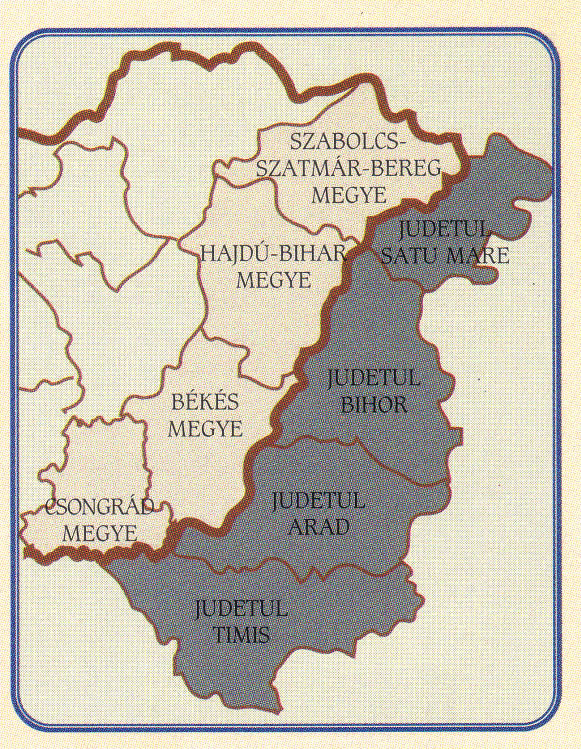 SZABOLCS-
SZATMÁR-BEREG
MEGYE
JUDETUL
SATU MARE
HAJDÚ-BIHAR
MEGYE
JUDETUL
BIHOR
BÉKÉS
MEGYE
JUDETUL
ARAD
CSONGRÁD
MEGYE
JUDETUL
TIMIS